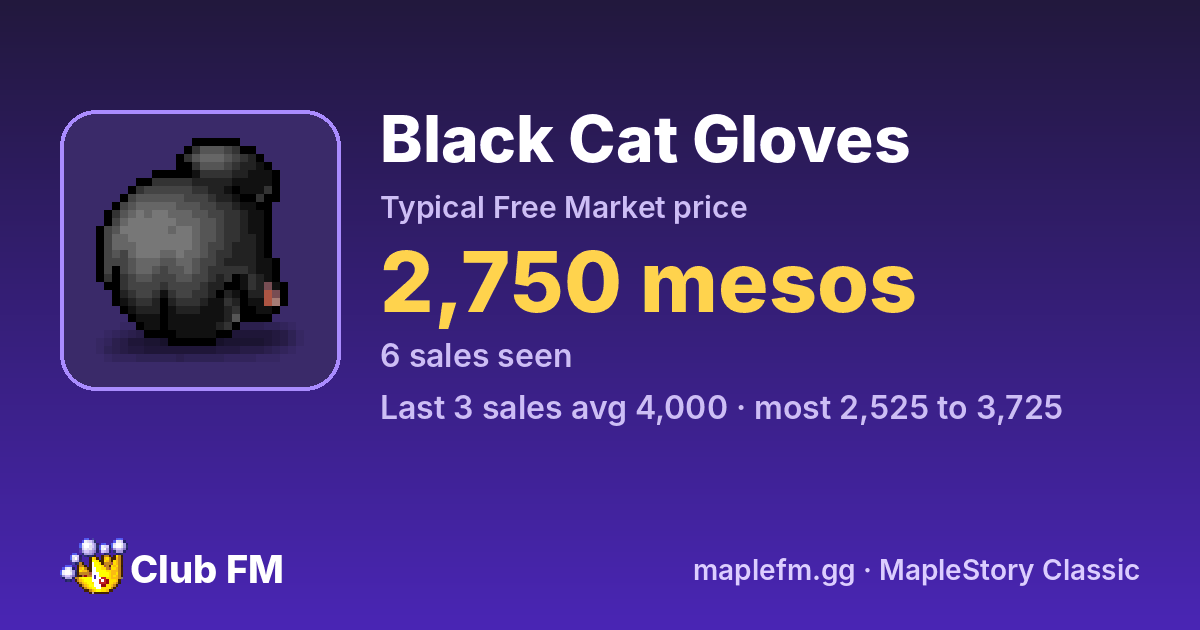 Black Cat Gloves
Typical Free Market price
2,750 mesos
6 sales seen
Last 3 sales avg 4,000 · most 2,525 to 3,725
Club FM
maplefm.gg · MapleStory Classic